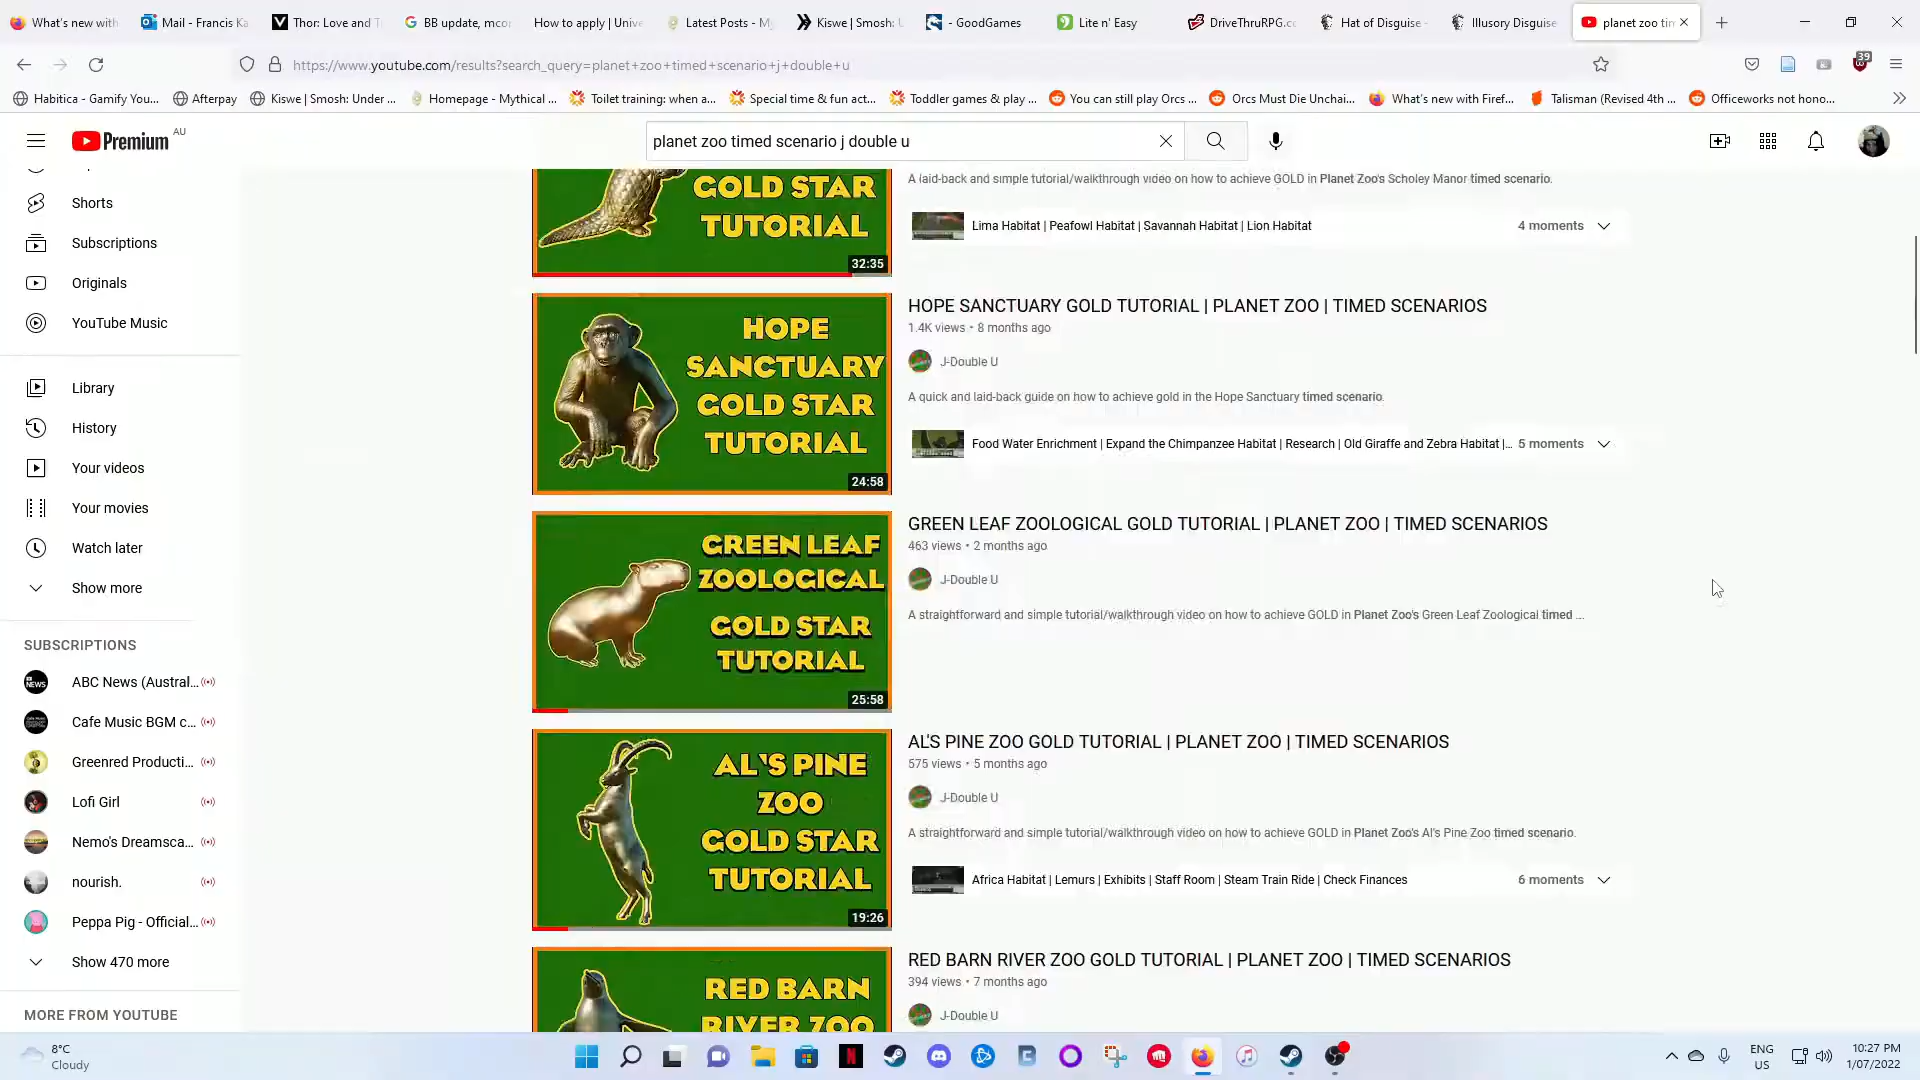 What's new with
Mail - Francis Ka
Thor: Love and T
BB update, mco
How to apply | Unive
Latest Posts - My
Kiswe | Smosh: U
- GoodGames
Lite n' Easy
DriveThruRPG.c
Hat of Disguise -
Illusory Disguise
planet zoo tim
https://www.youtube.com/results?search_query=planet+zoo+timed+scenario+j+double+u
39
Habitica - Gamify You...
Afterpay
Kiswe | Smosh: Under ...
Homepage - Mythical ...
Toilet training: when a...
Special time & fun act...
Toddler games & play ...
You can still play Orcs ...
Orcs Must Die Unchai...
What's new with Firef...
Talisman (Revised 4th ...
Officeworks not hono...
Premium
AU
planet zoo timed scenario j double u
Shorts
Subscriptions
Originals
YouTube Music
Library
History
Your videos
Your movies
Watch later
Show more
SUBSCRIPTIONS
ABC News (Austral...
Cafe Music BGM c...
Greenred Producti...
Lofi Girl
Nemo's Dreamsca...
nourish.
Peppa Pig - Official...
Show 470 more
MORE FROM YOUTUBE
GOLD STAR
TUTORIAL
32:35
A laid-back and simple tutorial/walkthrough video on how to achieve GOLD in Planet Zoo's Scholey Manor timed scenario.
Lima Habitat | Peafowl Habitat | Savannah Habitat | Lion Habitat
4 moments
HOPE
SANCTUARY
GOLD STAR
TUTORIAL
24:58
HOPE SANCTUARY GOLD TUTORIAL | PLANET ZOO | TIMED SCENARIOS
1.4K views • 8 months ago
J-Double U
A quick and laid-back guide on how to achieve gold in the Hope Sanctuary timed scenario.
Food Water Enrichment | Expand the Chimpanzee Habitat | Research | Old Giraffe and Zebra Habitat |...
5 moments
GREEN LEAF
ZOOLOGICAL
GOLD STAR
TUTORIAL
25:58
GREEN LEAF ZOOLOGICAL GOLD TUTORIAL | PLANET ZOO | TIMED SCENARIOS
463 views • 2 months ago
J-Double U
A straightforward and simple tutorial/walkthrough video on how to achieve GOLD in Planet Zoo's Green Leaf Zoological timed ...
AL'S PINE
ZOO
GOLD STAR
TUTORIAL
19:26
AL'S PINE ZOO GOLD TUTORIAL | PLANET ZOO | TIMED SCENARIOS
575 views • 5 months ago
J-Double U
A straightforward and simple tutorial/walkthrough video on how to achieve GOLD in Planet Zoo's Al's Pine Zoo timed scenario.
Africa Habitat | Lemurs | Exhibits | Staff Room | Steam Train Ride | Check Finances
6 moments
RED BARN
RIVER ZOO
RED BARN RIVER ZOO GOLD TUTORIAL | PLANET ZOO | TIMED SCENARIOS
394 views • 7 months ago
J-Double U
8°C
Cloudy
ENG
US
10:27 PM
1/07/2022